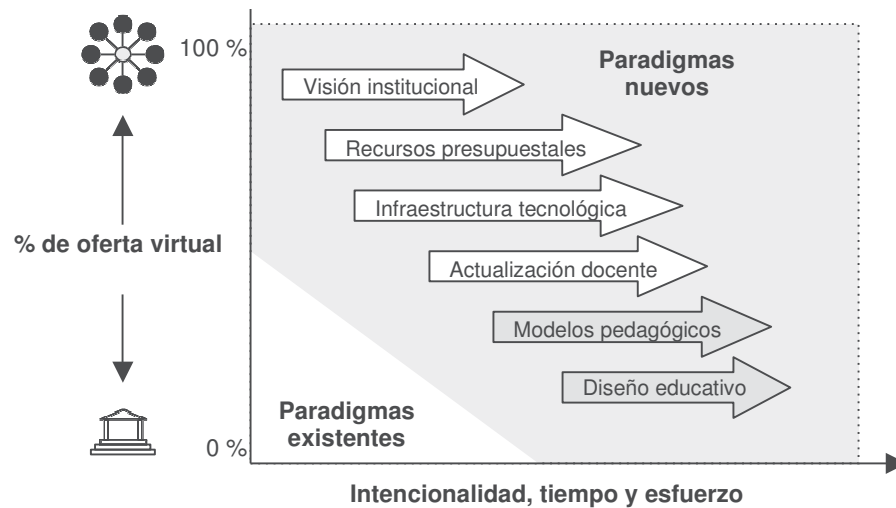 100 %
Paradigmas
nuevos
Visión institucional
Recursos presupuestales
Infraestructura tecnológica
% de oferta virtual
Actualización docente
Modelos pedagógicos
Diseño educativo
Paradigmas
existentes
0 %
Intencionalidad, tiempo y esfuerzo